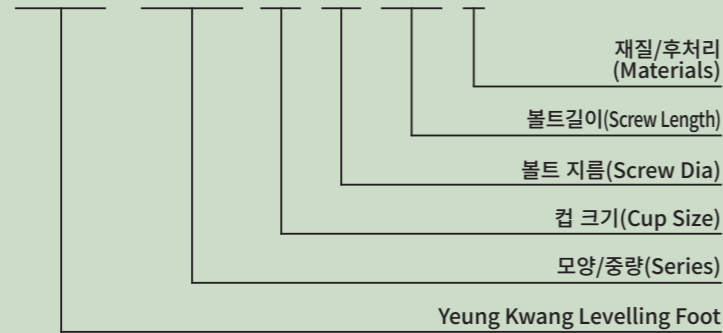 재질/후처리
(Materials)
볼트길이(Screw Length)
볼트 지름(Screw Dia)
컵 크기(Cup Size)
모양/중량(Series)
Yeung Kwang Levelling Foot